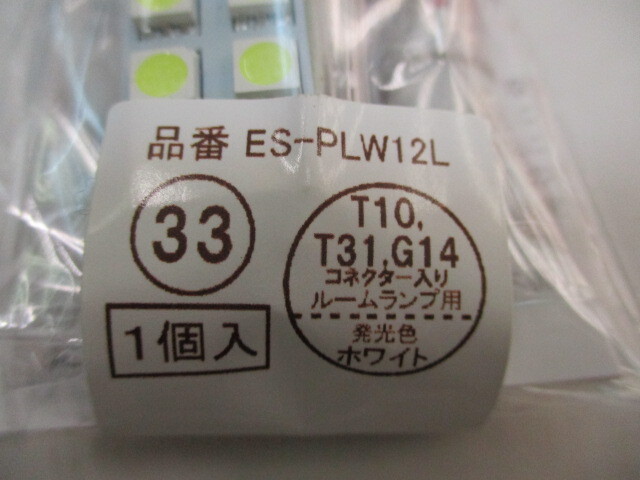 品番 ES-PLW12L
33
1個入
T10,
T31,G14
コネクター入り
ルームランプ用
発光色
ホワイト